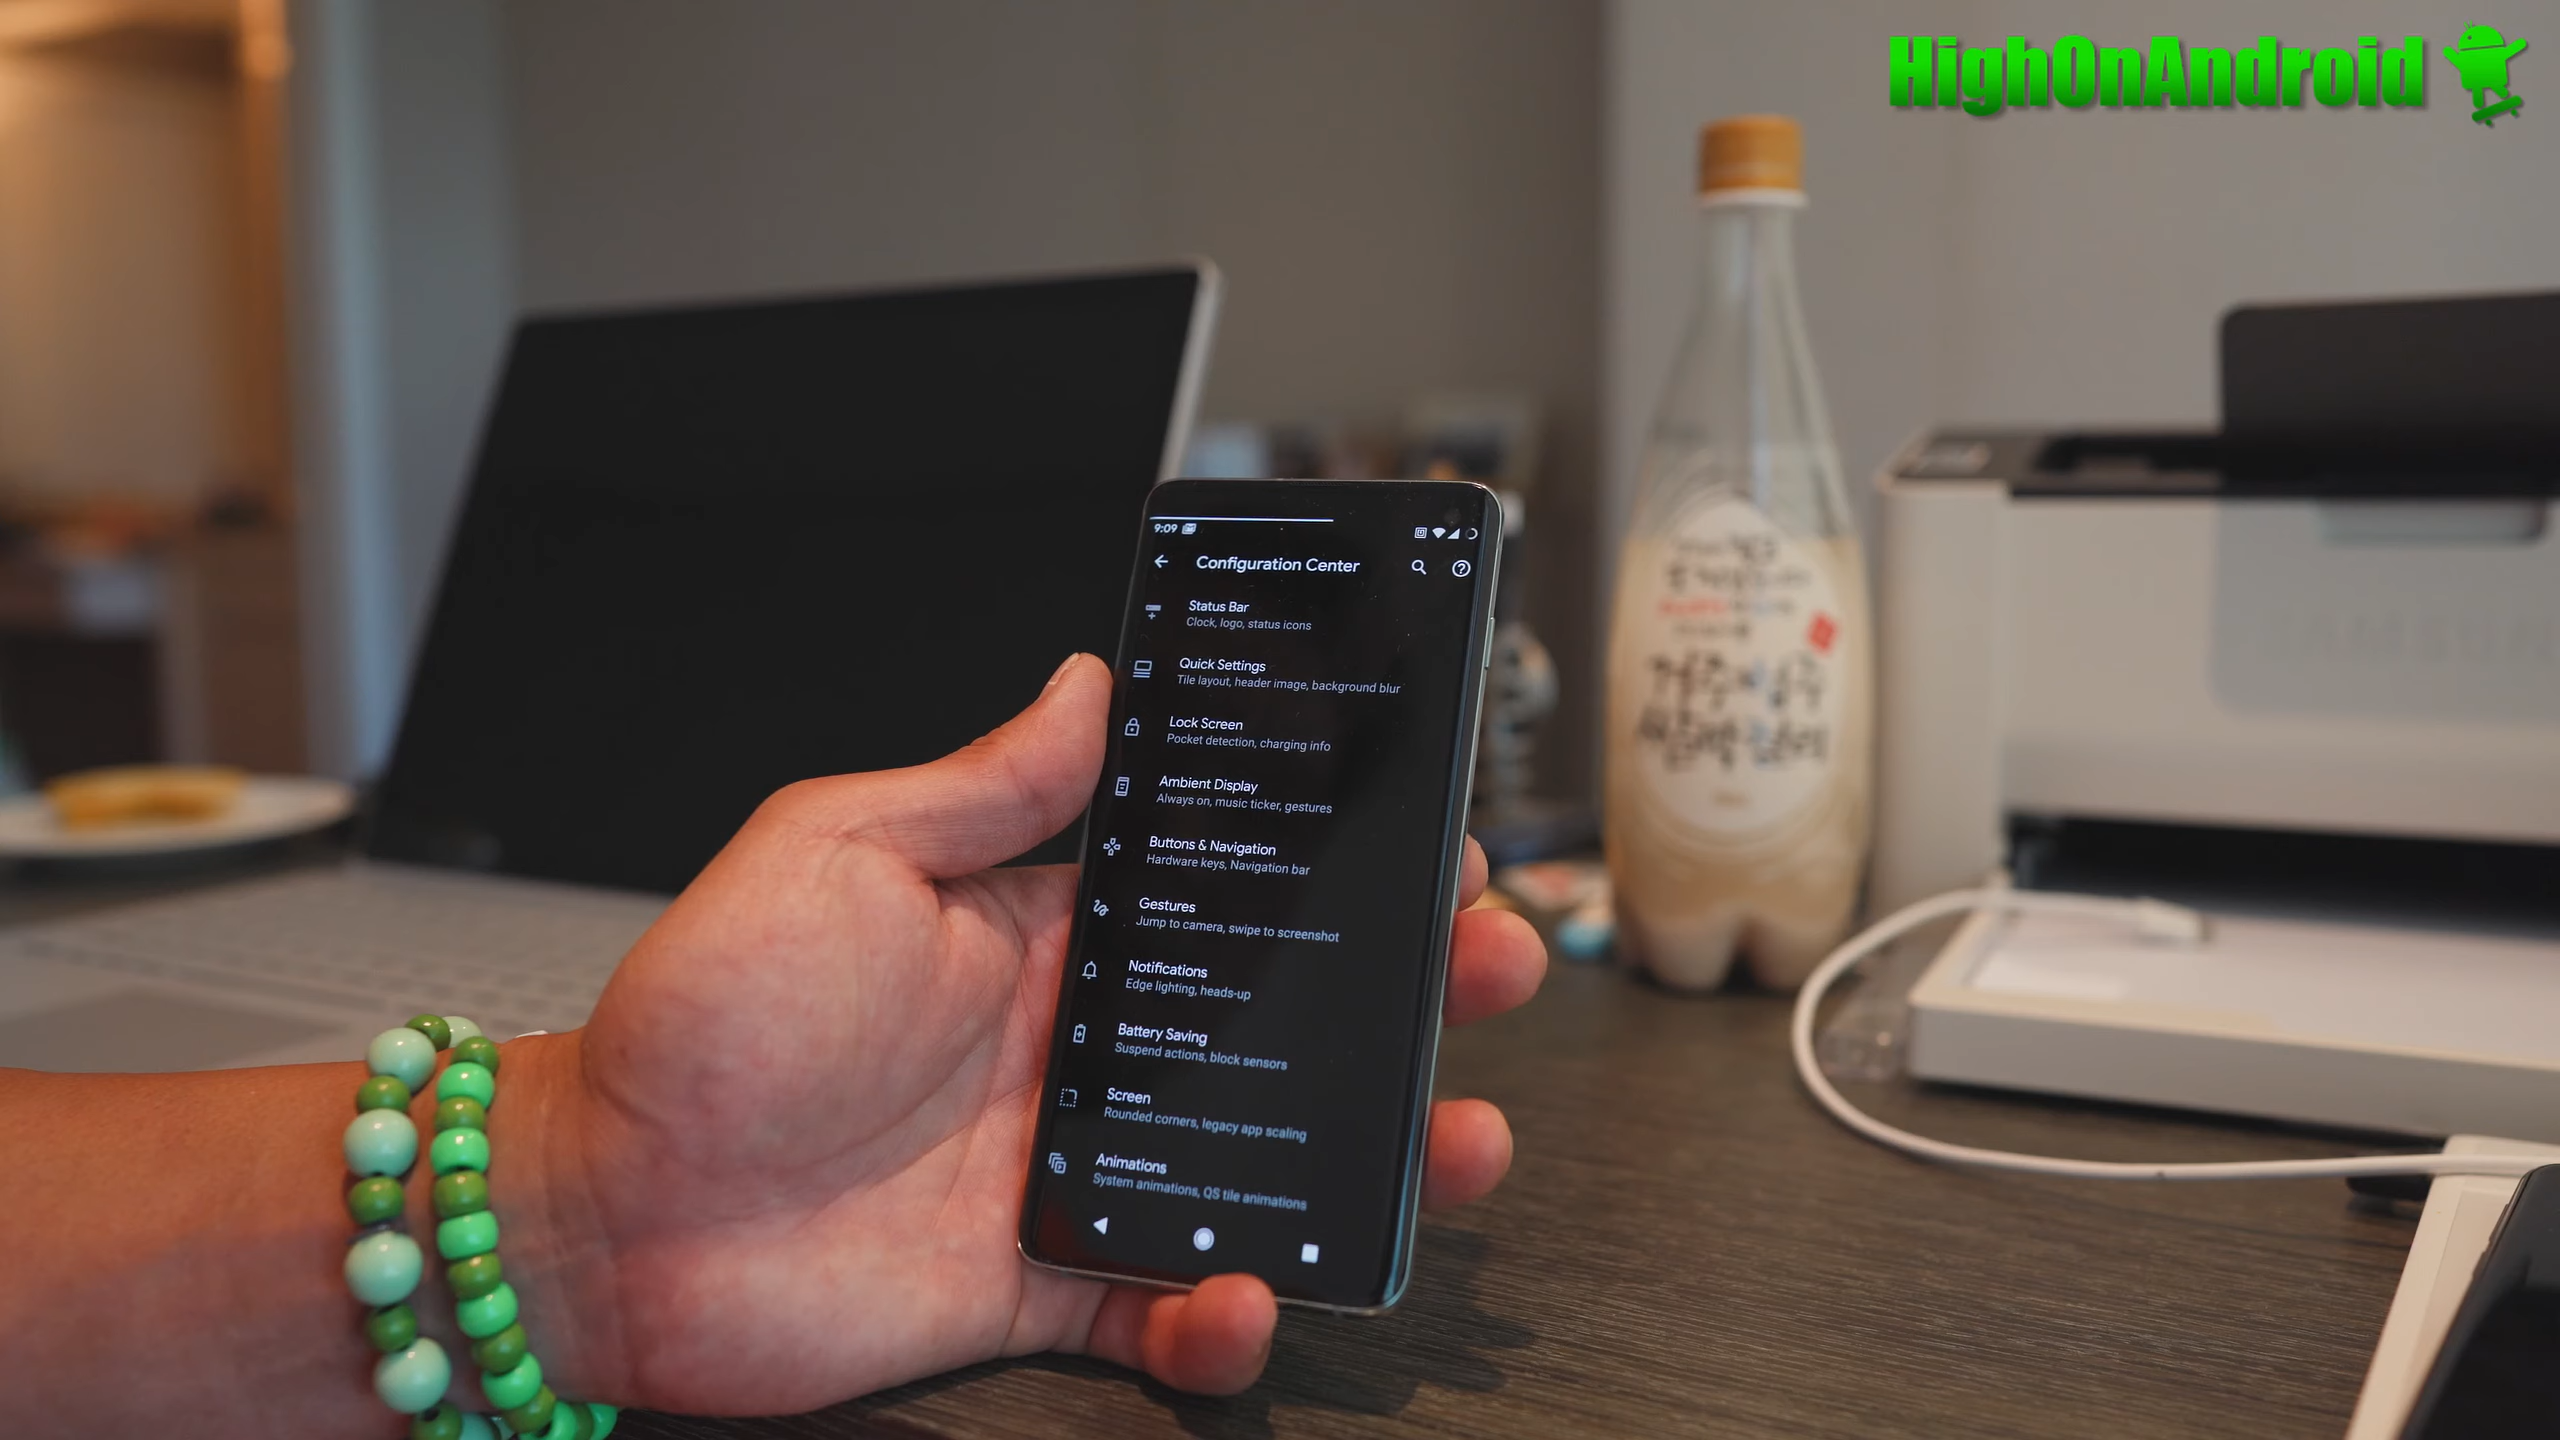 HighOnAndroid
9:09
Configuration Center
Status Bar
Clock, logo, status icons
Quick Settings
Tile layout, header image, background blur
Lock Screen
Pocket detection, charging info
Ambient Display
Always on, music ticker, gestures
Buttons & Navigation
Hardware keys, Navigation bar
Gestures
Jump to camera, swipe to screenshot
Notifications
Edge lighting, heads-up
Battery Saving
Suspend actions, block sensors
Screen
Rounded corners, legacy app scaling
Animations
System animations, QS tile animations